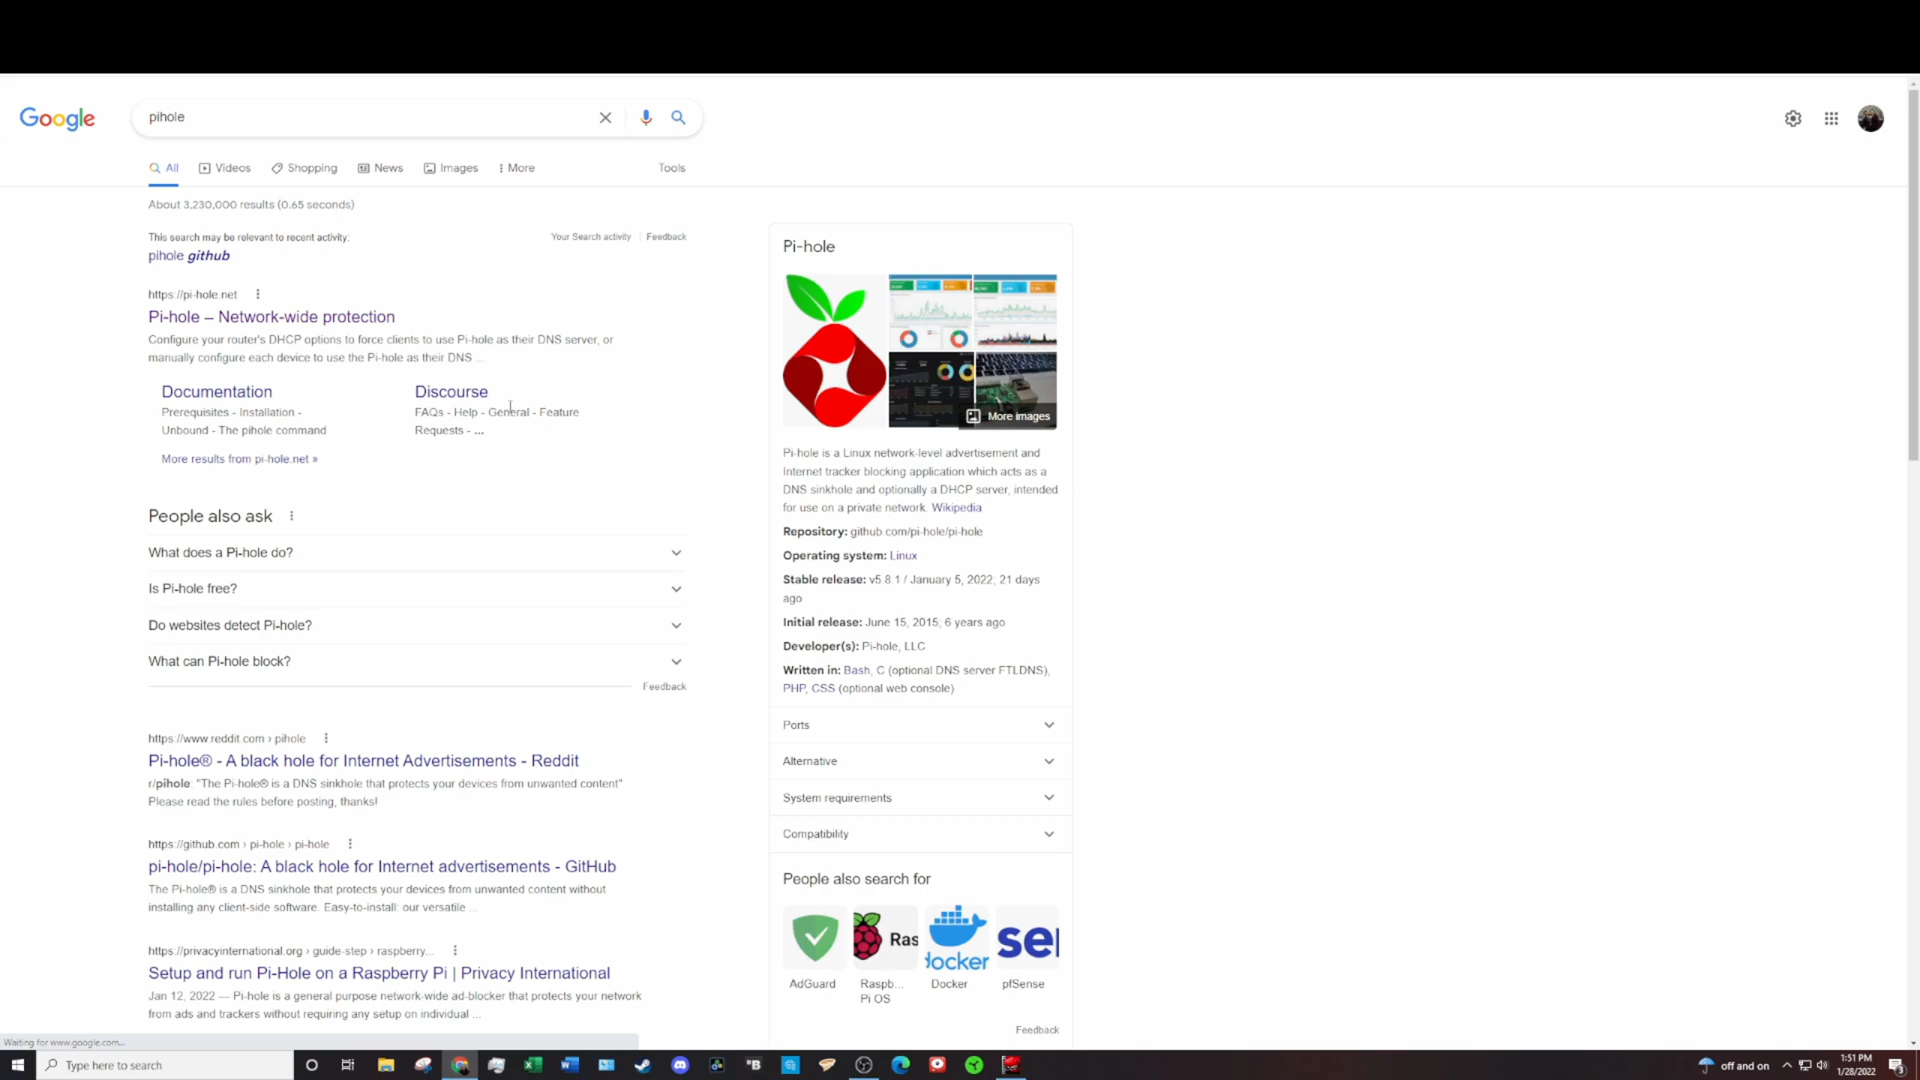 Google
pihole
All Videos Shopping News Images More Tools
About 3,230,000 results (0.65 seconds)
This search may be relevant to recent activity: Your Search activity Feedback
pihole github
https://pi-hole.net
Pi-hole – Network-wide protection
Configure your router's DHCP options to force clients to use Pi-hole as their DNS server, or
manually configure each device to use the Pi-hole as their DNS ...
Documentation
Prerequisites - Installation -
Unbound - The pihole command
Discourse
FAQs - Help - General - Feature
Requests - ...
More results from pi-hole.net »
People also ask
What does a Pi-hole do?
Is Pi-hole free?
Do websites detect Pi-hole?
What can Pi-hole block?
Feedback
https://www.reddit.com › pihole
Pi-hole® - A black hole for Internet Advertisements - Reddit
r/pihole: "The Pi-hole® is a DNS sinkhole that protects your devices from unwanted content"
Please read the rules before posting, thanks!
https://github.com › pi-hole › pi-hole
pi-hole/pi-hole: A black hole for Internet advertisements - GitHub
The Pi-hole® is a DNS sinkhole that protects your devices from unwanted content without
installing any client-side software. Easy-to-install: our versatile ...
https://privacyinternational.org › guide-step › raspberry...
Setup and run Pi-Hole on a Raspberry Pi | Privacy International
Jan 12, 2022 — Pi-hole is a general purpose network-wide ad-blocker that protects your network
from ads and trackers without requiring any setup on individual ...
Pi-hole
More images
Pi-hole is a Linux network-level advertisement and
Internet tracker blocking application which acts as a
DNS sinkhole and optionally a DHCP server, intended
for use on a private network. Wikipedia
Repository: github com/pi-hole/pi-hole
Operating system: Linux
Stable release: v5.8.1 / January 5, 2022; 21 days
ago
Initial release: June 15, 2015; 6 years ago
Developer(s): Pi-hole, LLC
Written in: Bash, C (optional DNS server FTLDNS),
PHP, CSS (optional web console)
Ports
Alternative
System requirements
Compatibility
People also search for
Ras
docker
se
AdGuard
Raspb...
Pi OS
Docker
pfSense
Feedback
Waiting for www.google.com...
Type here to search
off and on
1:51 PM
1/28/2022
3